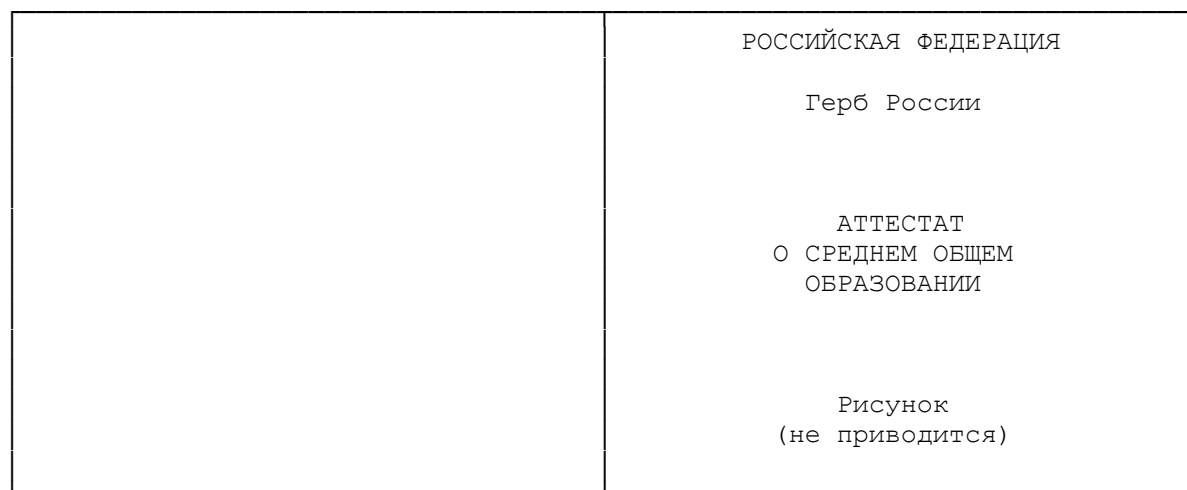 РОССИЙСКАЯ ФЕДЕРАЦИЯ
Герб России
АТТЕСТАТ
О СРЕДНЕМ ОБЩЕМ
ОБРАЗОВАНИИ
Рисунок
(не приводится)